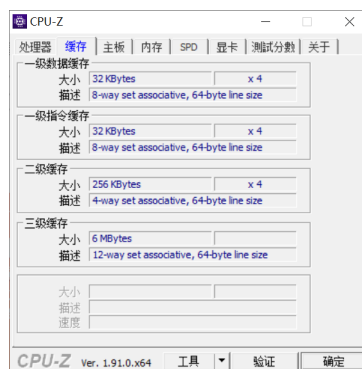 CPU-Z
处理器 缓存 主板 内存 SPD 显卡 测试分数 关于
一级数据缓存
大小 32 KBytes x 4
描述 8-way set associative, 64-byte line size
一级指令缓存
大小 32 KBytes x 4
描述 8-way set associative, 64-byte line size
二级缓存
大小 256 KBytes x 4
描述 4-way set associative, 64-byte line size
三级缓存
大小 6 MBytes
描述 12-way set associative, 64-byte line size
大小
描述
速度
CPU-Z Ver. 1.91.0.x64 工具 验证 确定